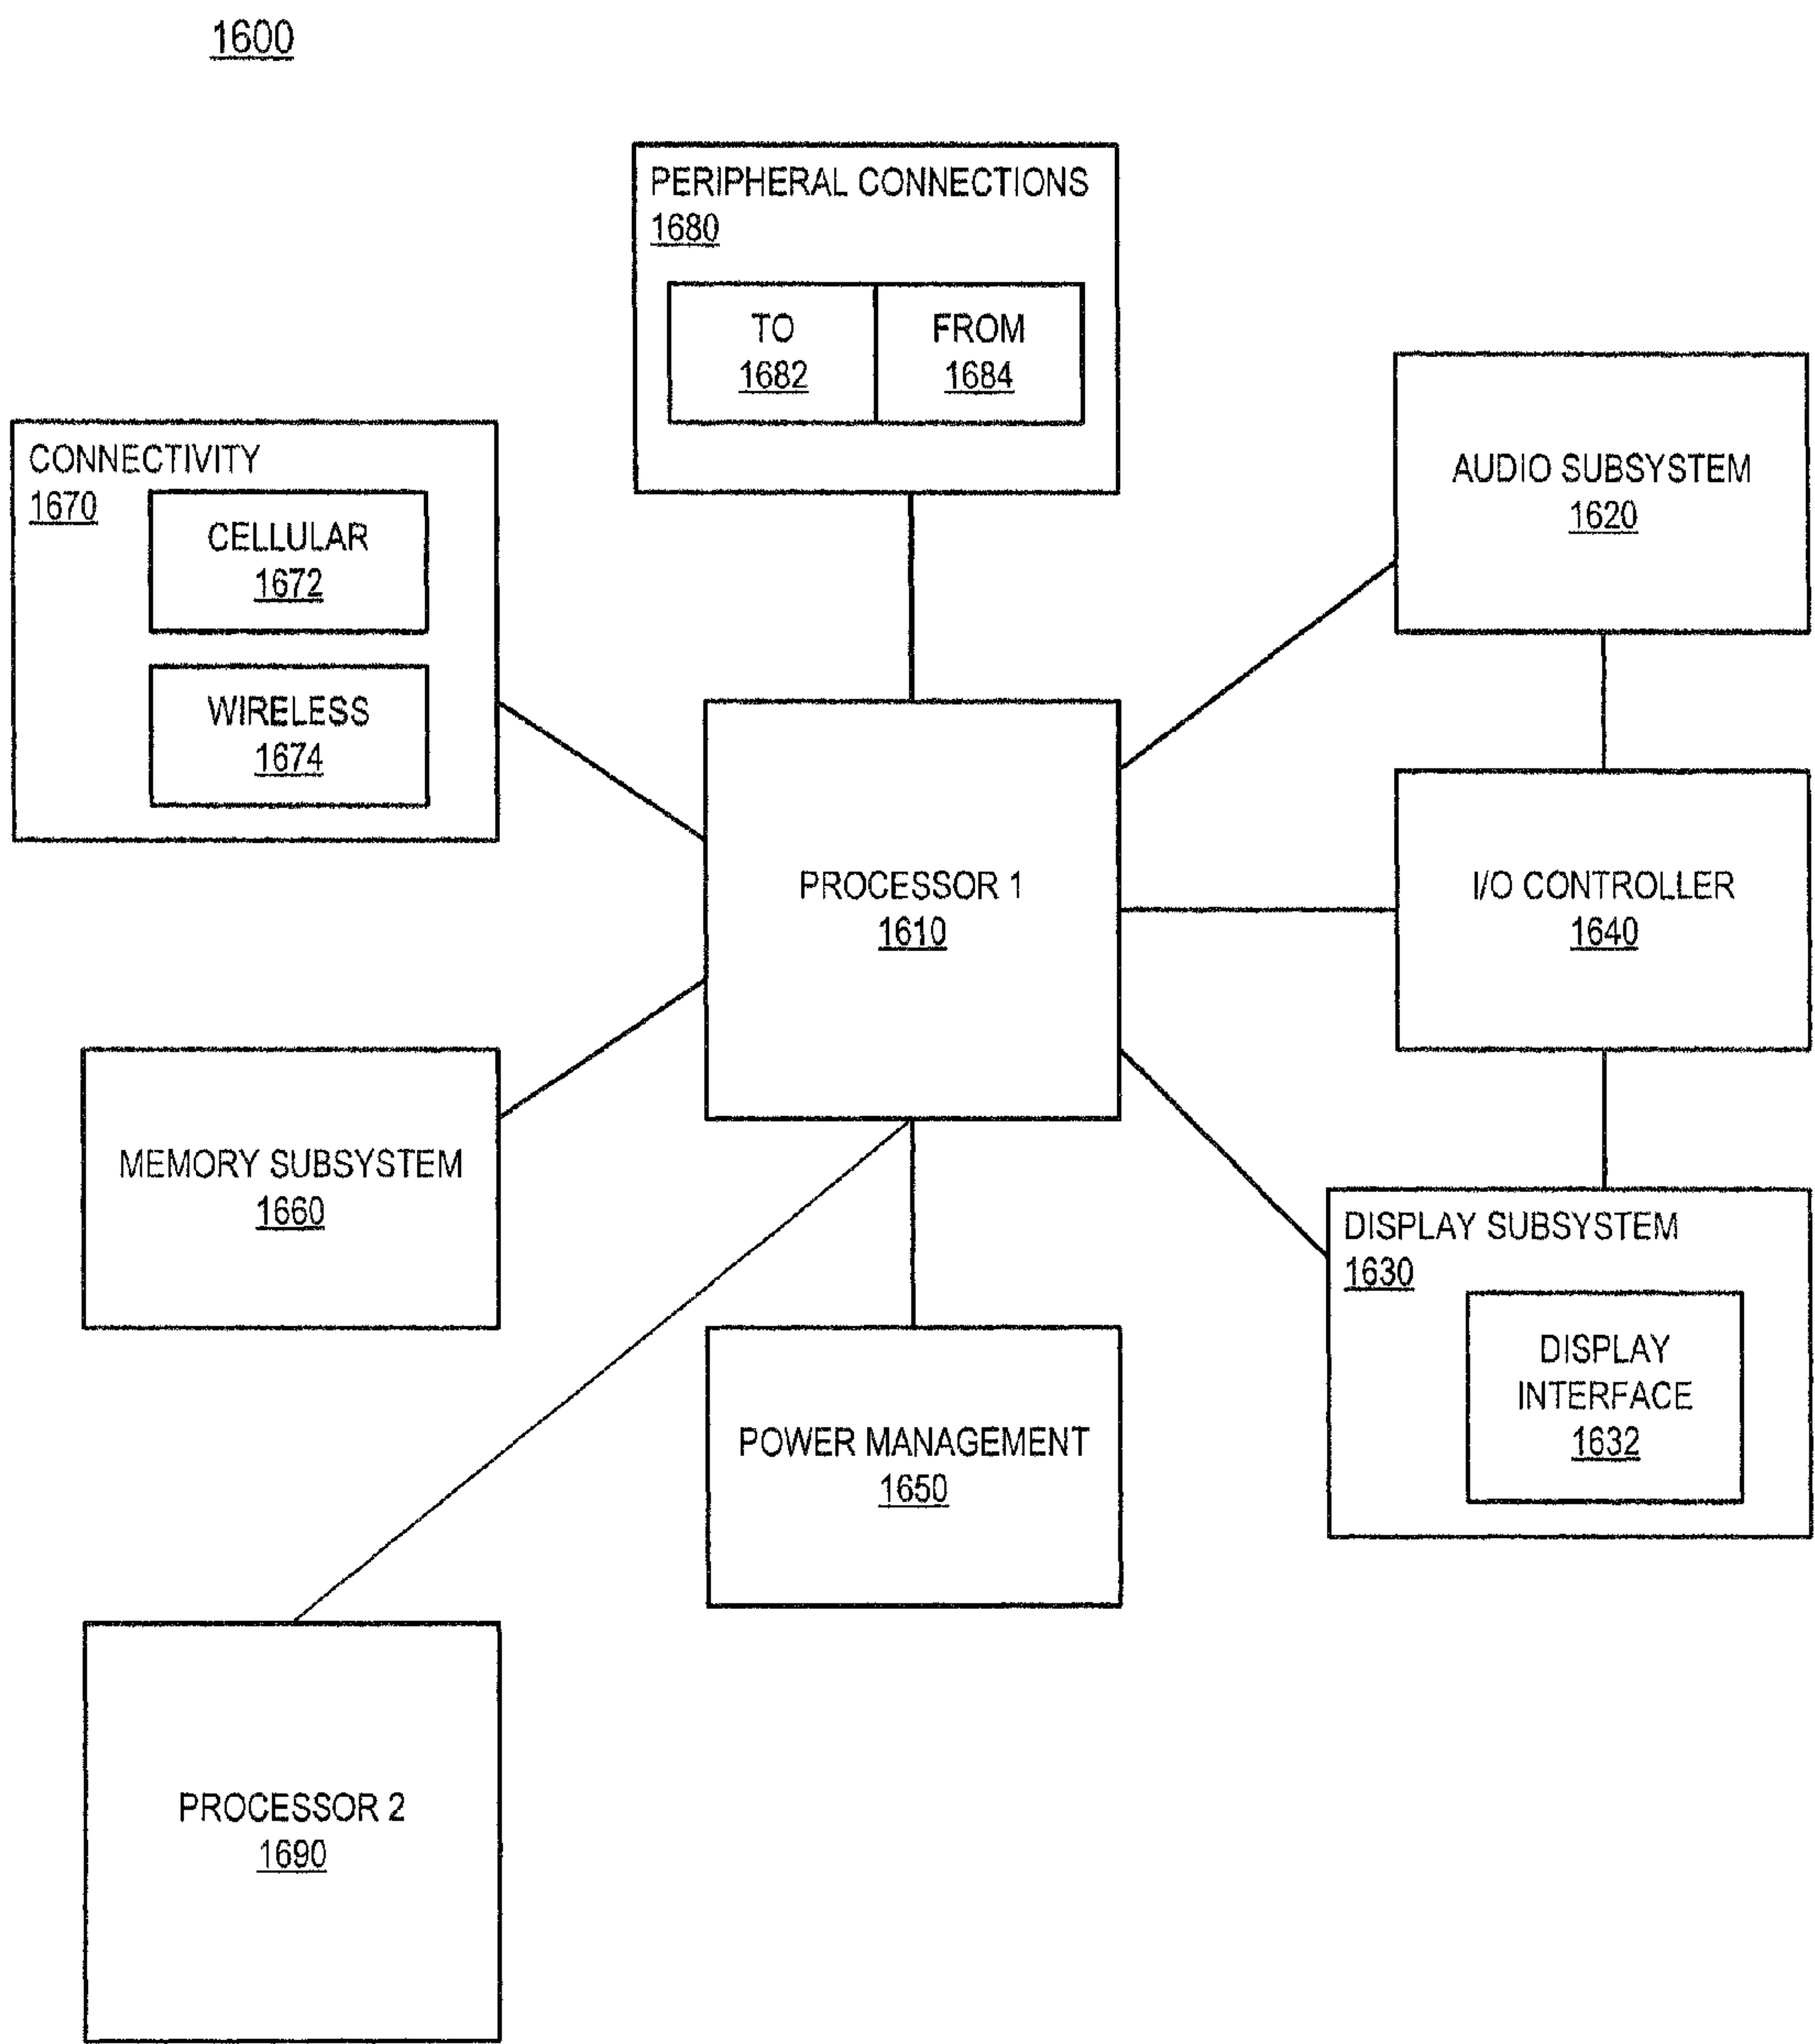 1600
PERIPHERAL CONNECTIONS
1680
TO
1682
FROM
1684
CONNECTIVITY
1670
CELLULAR
1672
WIRELESS
1674
AUDIO SUBSYSTEM
1620
PROCESSOR 1
1610
I/O CONTROLLER
1640
MEMORY SUBSYSTEM
1660
DISPLAY SUBSYSTEM
1630
DISPLAY
INTERFACE
1632
POWER MANAGEMENT
1650
PROCESSOR 2
1690